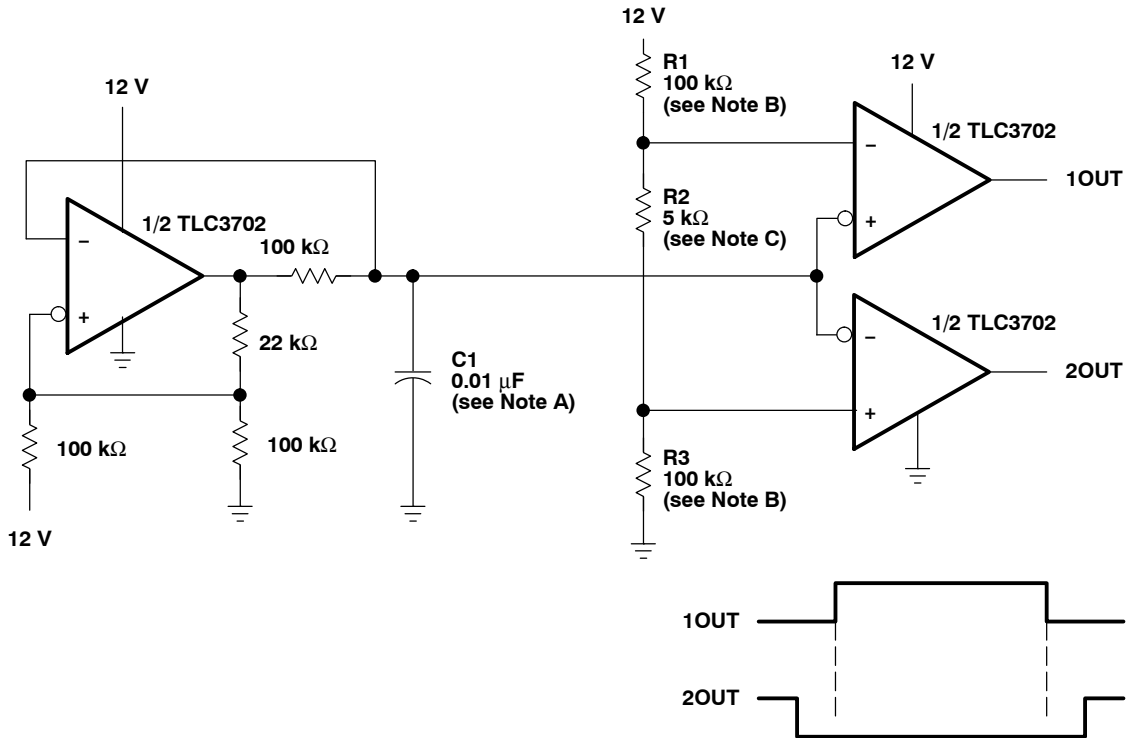 12 V
R1
100 kΩ
(see Note B)
12 V
12 V
1/2 TLC3702
–
+
1OUT
1/2 TLC3702
–
+
100 kΩ
R2
5 kΩ
(see Note C)
22 kΩ
C1
0.01 μF
(see Note A)
1/2 TLC3702
–
+
2OUT
100 kΩ
100 kΩ
12 V
R3
100 kΩ
(see Note B)
1OUT
2OUT